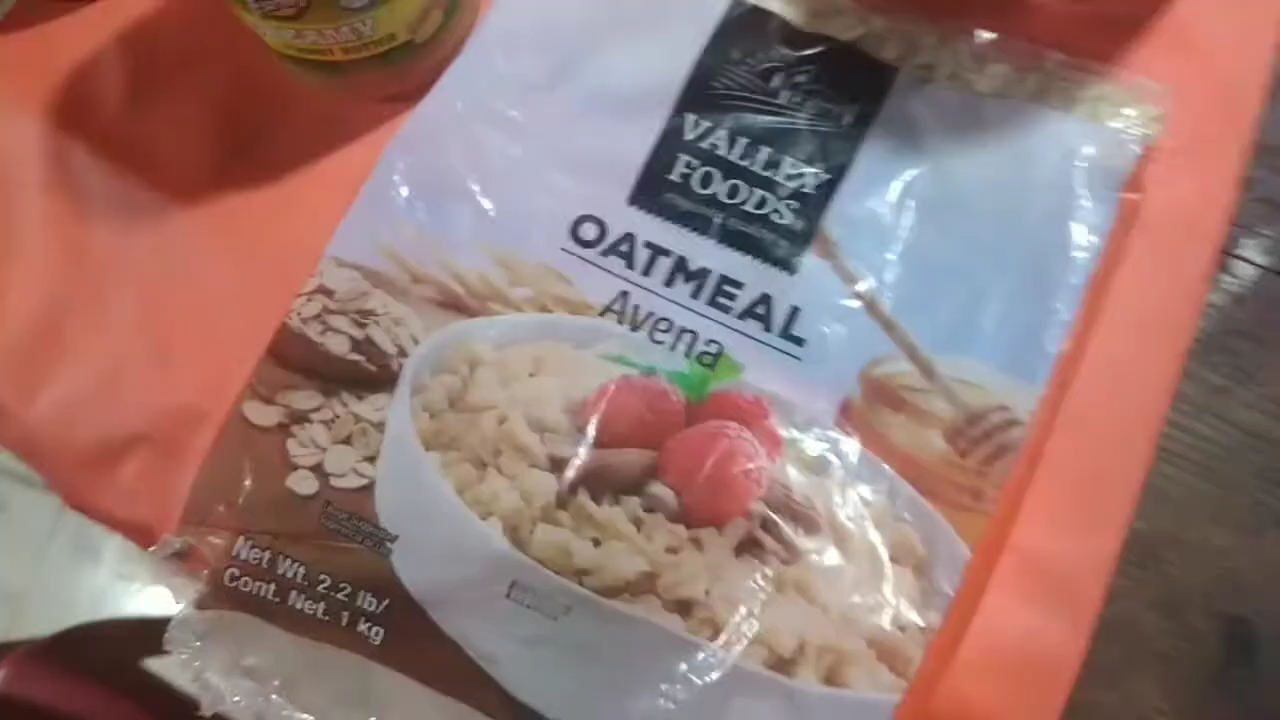 CREAMY
VALLEY
FOODS
OATMEAL
Avena
Net Wt. 2.2 lb/
Cont. Net. 1 kg